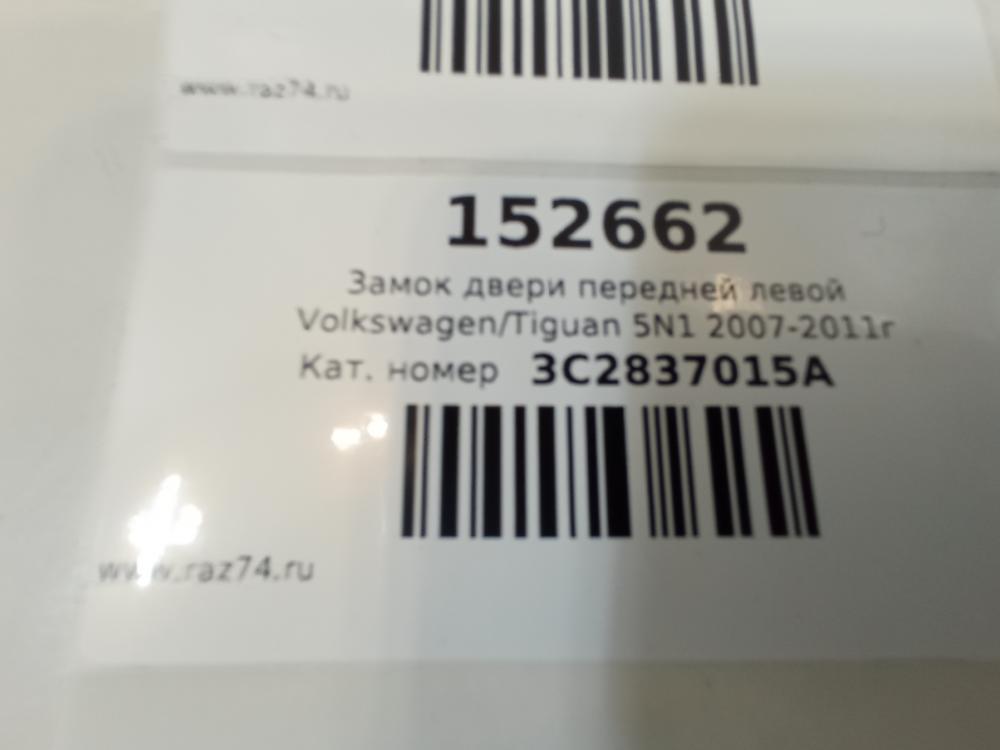 www.raz74.ru
152662
Замок двери передней левой
Volkswagen/Tiguan 5N1 2007-2011г
Кат. номер 3C2837015A
www.raz74.ru